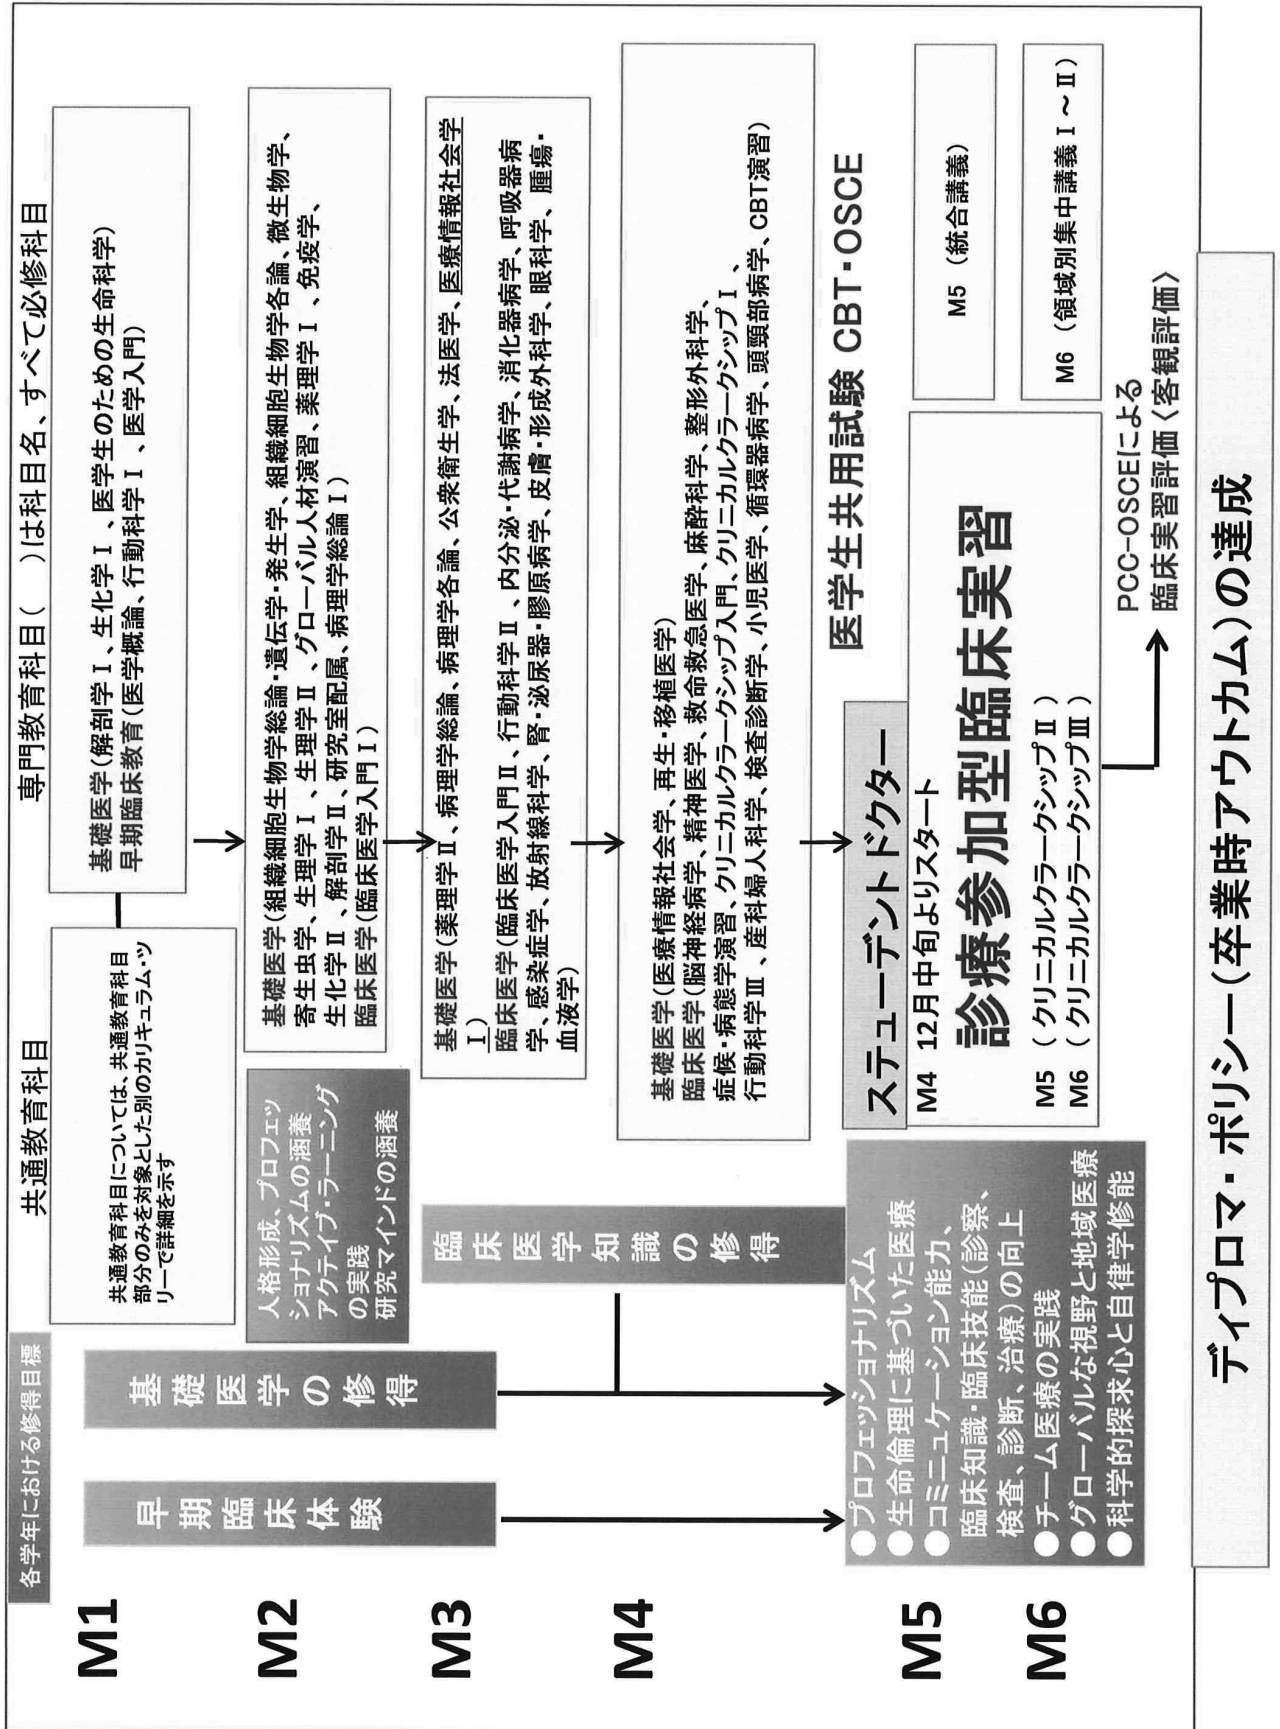 各学年における修得目標
共通教育科目
専門教育科目(　)は科目名、すべて必修科目
M1
早期臨床体験
基礎医学の修得
共通教育科目については、共通教育科目
部分のみを対象とした別のカリキュラム・ツ
リーで詳細を示す
基礎医学(解剖学Ⅰ、生化学Ⅰ、医学生のための生命科学)
早期臨床教育(医学概論、行動科学Ⅰ、医学入門)
M2
人格形成、プロフェッ
ショナリズムの涵養
アクティブ・ラーニング
の実践
研究マインドの涵養
基礎医学(組織細胞生物学総論・遺伝学・発生学、組織細胞生物学各論、微生物学、
寄生虫学、生理学Ⅰ、生理学Ⅱ、グローバル人材演習、薬理学Ⅰ、免疫学、
生化学Ⅱ、解剖学Ⅱ、研究室配属、病理学総論Ⅰ)
臨床医学(臨床医学入門Ⅰ)
M3
臨床医学知識の修得
基礎医学(薬理学Ⅱ、病理学総論、病理学各論、公衆衛生学、法医学、医療情報社会学
Ⅰ)
臨床医学(臨床医学入門Ⅱ、行動科学Ⅱ、内分泌・代謝病学、消化器病学、呼吸器病
学、感染症学、放射線科学、腎・泌尿器・膠原病学、皮膚・形成外科学、眼科学、腫瘍・
血液学)
M4
基礎医学(医療情報社会学、再生・移植医学)
臨床医学(脳神経病学、精神医学、救命救急医学、麻酔科学、整形外科学、
症候・病態学演習、クリニカルクラークシップ入門、クリニカルクラークシップⅠ、
行動科学Ⅲ、産科婦人科学、検査診断学、小児医学、循環器病学、頭頸部病学、CBT演習)
医学生共用試験 CBT・OSCE
M5
M6
●プロフェッショナリズム
●生命倫理に基づいた医療
●コミニュケーション能力、
臨床知識・臨床技能(診察、
検査、診断、治療)の向上
●チーム医療の実践
●グローバルな視野と地域医療
●科学的探求心と自律学修能
ステューデントドクター
M4 12月中旬よりスタート
診療参加型臨床実習
M5 (クリニカルクラークシップⅡ)
M6 (クリニカルクラークシップⅢ)
M5 (統合講義)
M6 (領域別集中講義Ⅰ～Ⅱ)
PCC-OSCEによる
臨床実習評価〈客観評価〉
ディプロマ・ポリシー(卒業時アウトカム)の達成